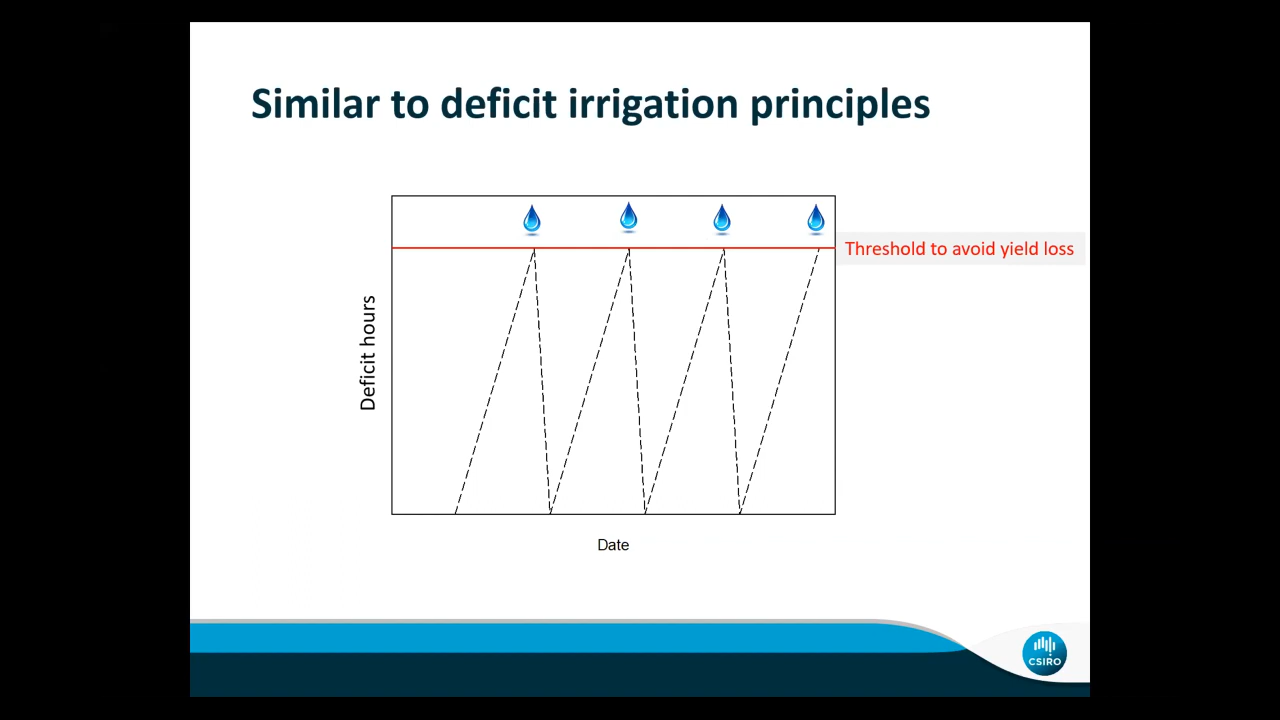 Similar to deficit irrigation principles
Threshold to avoid yield loss
Deficit hours
Date
CSIRO